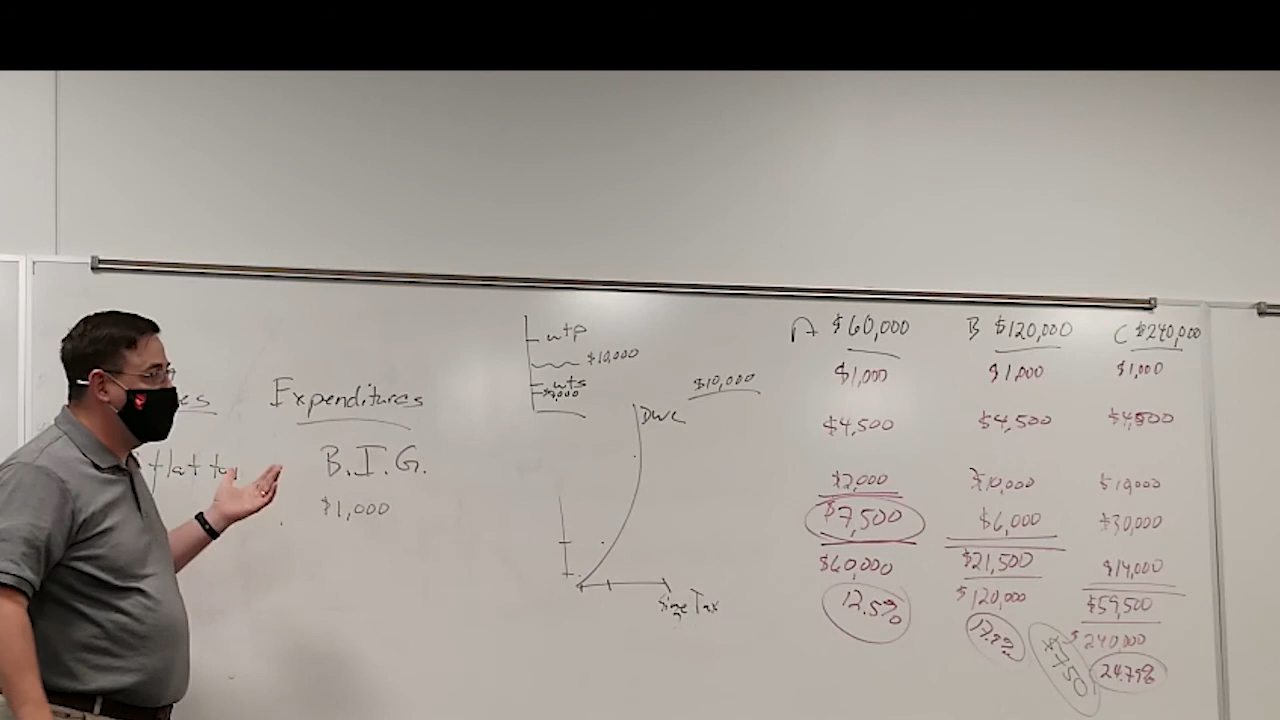 Expenditures
flat ta
B.I.G.
$1,000
wtp
$10,000
wts
$10,000
DWL
Size Tax
A $60,000
$1,000
$4,500
$2,000
$7,500
$60,000
12.5%
B $120,000
$1,000
$4,500
$10,000
$6,000
$21,500
$120,000
C $240,000
$1,000
$4,500
$10,000
$30,000
$14,000
$59,500
$240,000
24.79%
$750